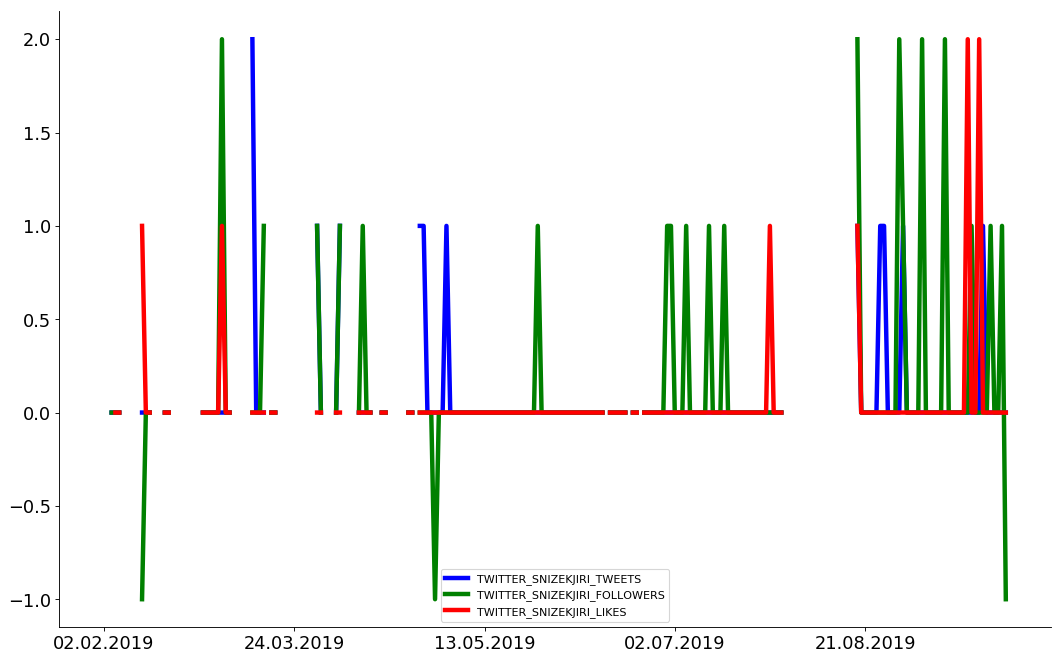 2.0
1.5
1.0
0.5
0.0
−0.5
−1.0
TWITTER_SNIZEKJIRI_TWEETS
TWITTER_SNIZEKJIRI_FOLLOWERS
TWITTER_SNIZEKJIRI_LIKES
02.02.2019 24.03.2019 13.05.2019 02.07.2019 21.08.2019